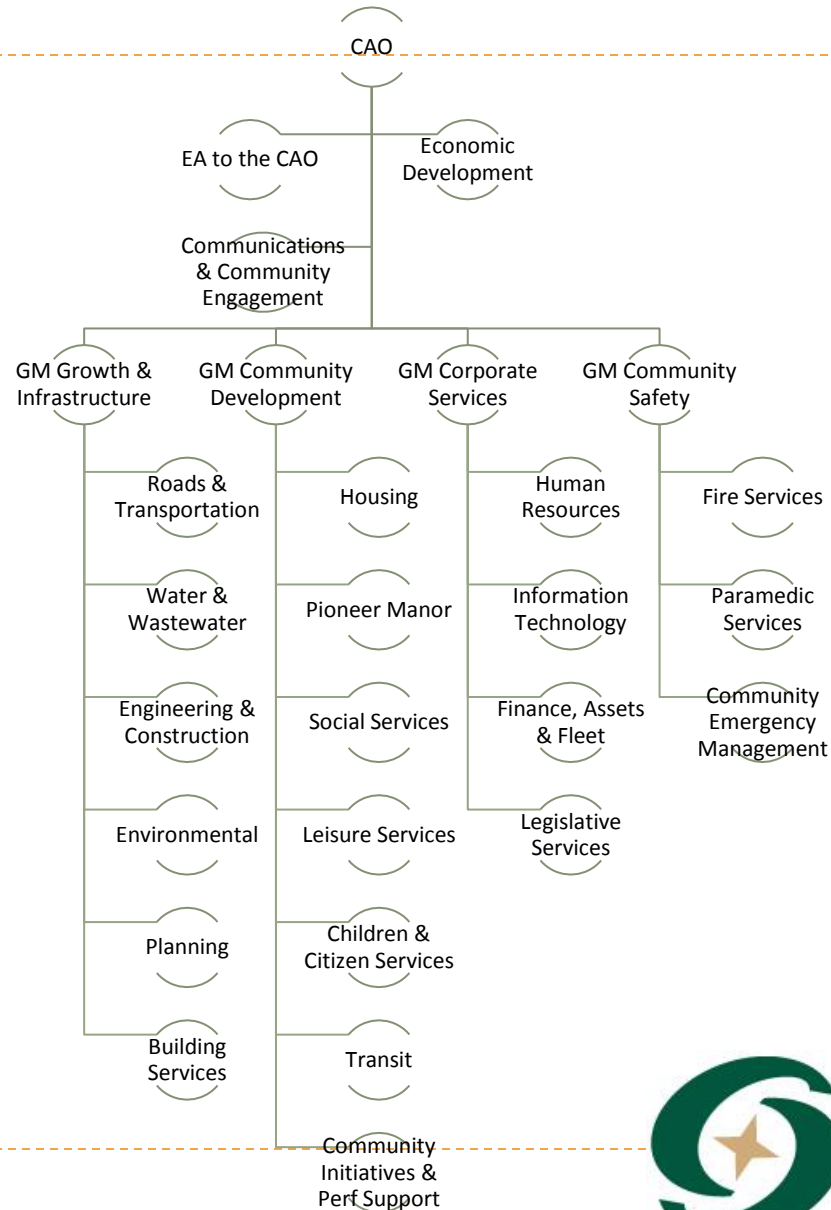 CAO
EA to the CAO
Economic
Development
Communications
& Community
Engagement
GM Growth &
Infrastructure
Roads &
Transportation
Water &
Wastewater
Engineering &
Construction
Environmental
Planning
Building
Services
GM Community
Development
Housing
Pioneer Manor
Social Services
Leisure Services
Children &
Citizen Services
Transit
Community
Initiatives &
Perf Support
GM Corporate
Services
Human
Resources
Information
Technology
Finance, Assets
& Fleet
Legislative
Services
GM Community
Safety
Fire Services
Paramedic
Services
Community
Emergency
Management